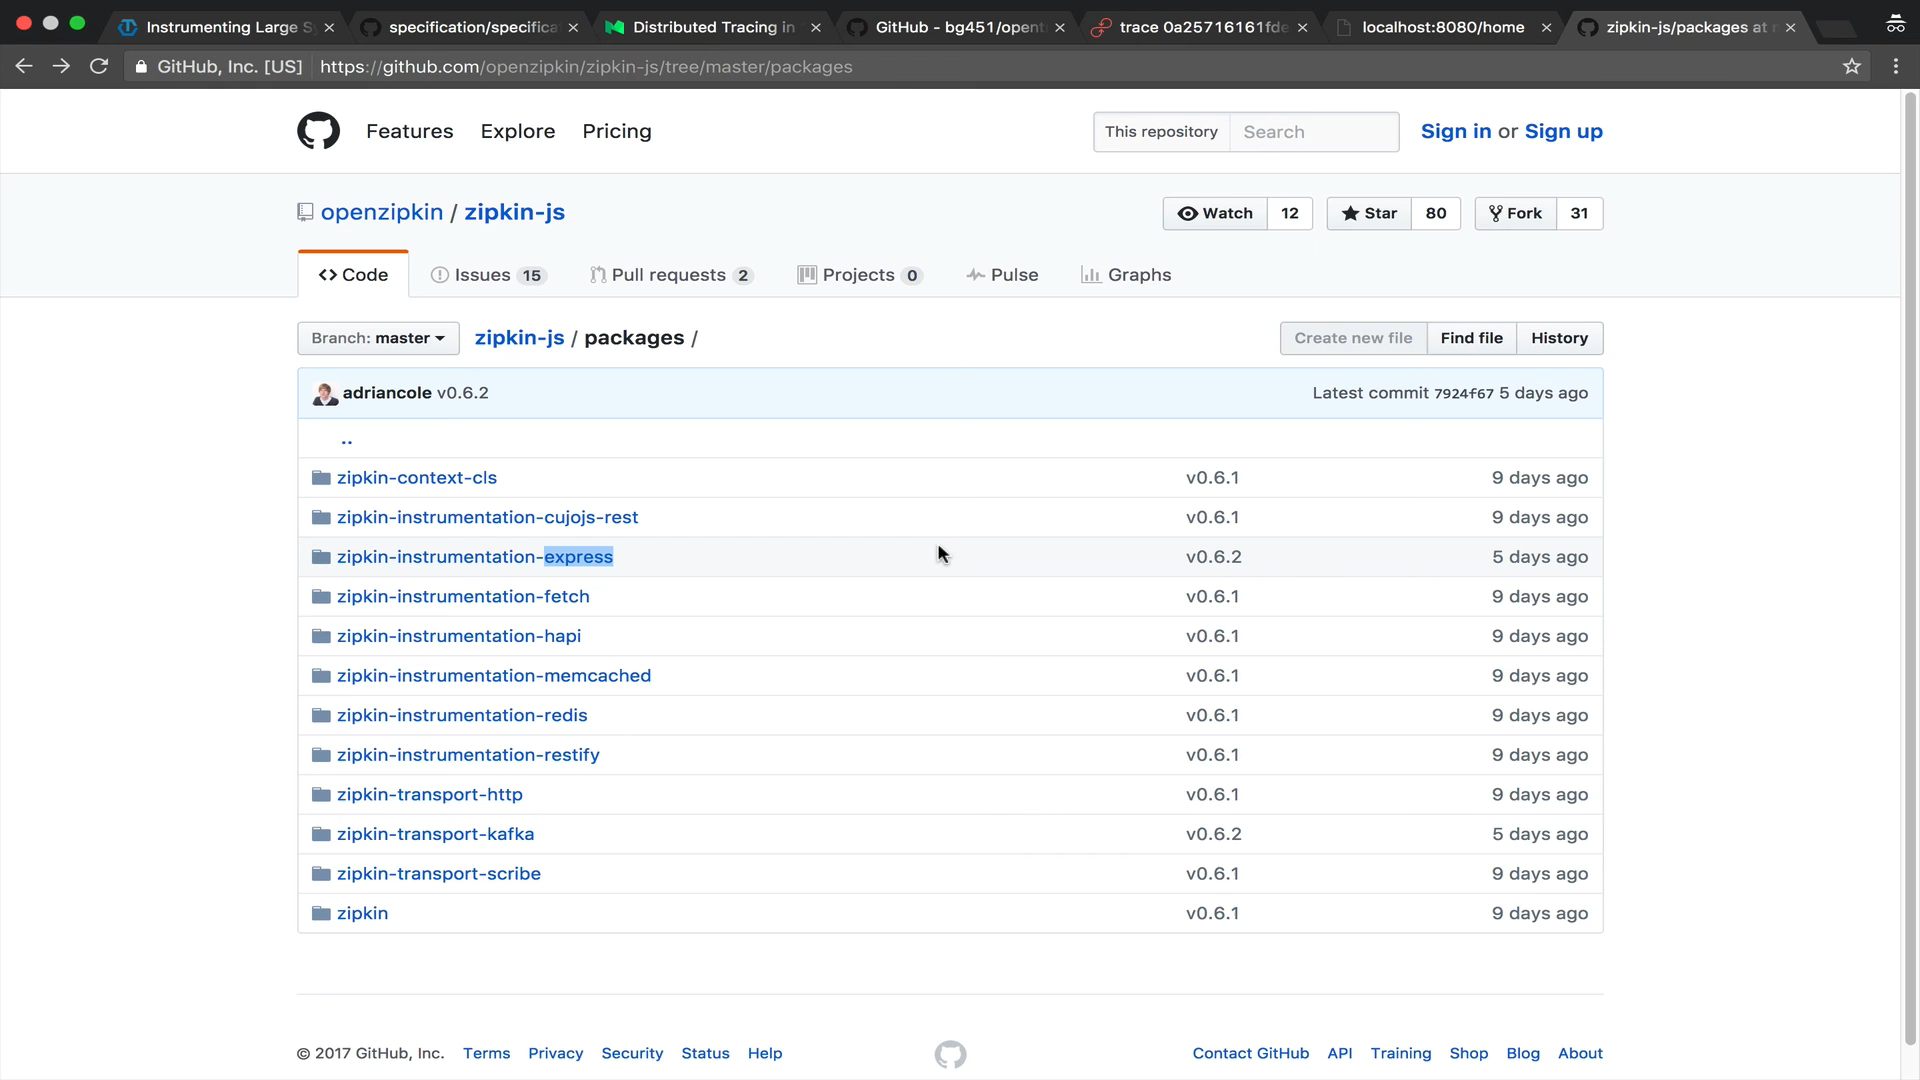 Instrumenting Large S
specification/specifica
Distributed Tracing in
GitHub - bg451/opent
trace 0a25716161fde
localhost:8080/home
zipkin-js/packages at
GitHub, Inc. [US] https://github.com/openzipkin/zipkin-js/tree/master/packages
Features Explore Pricing This repository Search Sign in or Sign up
openzipkin / zipkin-js Watch 12 Star 80 Fork 31
Code Issues 15 Pull requests 2 Projects 0 Pulse Graphs
Branch: master zipkin-js / packages / Create new file Find file History
adriancole v0.6.2 Latest commit 7924f67 5 days ago
..
zipkin-context-cls v0.6.1 9 days ago
zipkin-instrumentation-cujojs-rest v0.6.1 9 days ago
zipkin-instrumentation-express v0.6.2 5 days ago
zipkin-instrumentation-fetch v0.6.1 9 days ago
zipkin-instrumentation-hapi v0.6.1 9 days ago
zipkin-instrumentation-memcached v0.6.1 9 days ago
zipkin-instrumentation-redis v0.6.1 9 days ago
zipkin-instrumentation-restify v0.6.1 9 days ago
zipkin-transport-http v0.6.1 9 days ago
zipkin-transport-kafka v0.6.2 5 days ago
zipkin-transport-scribe v0.6.1 9 days ago
zipkin v0.6.1 9 days ago
© 2017 GitHub, Inc. Terms Privacy Security Status Help Contact GitHub API Training Shop Blog About